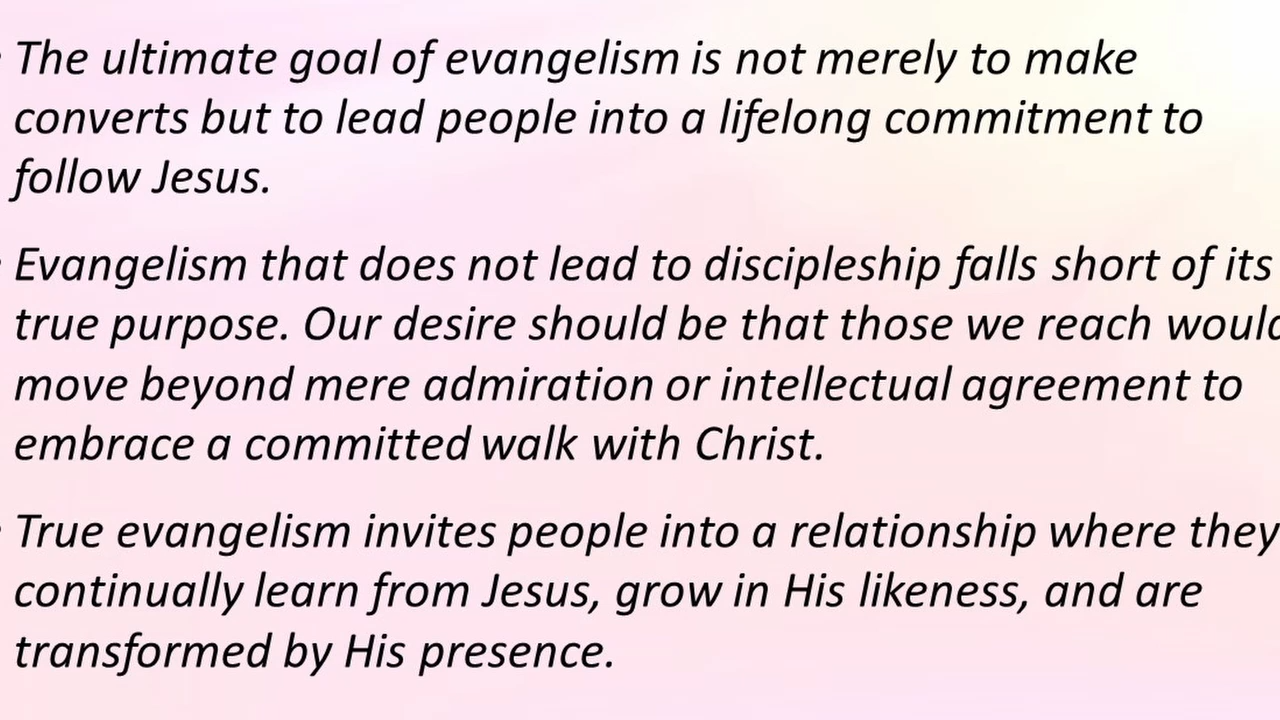 • The ultimate goal of evangelism is not merely to make
converts but to lead people into a lifelong commitment to
follow Jesus.
• Evangelism that does not lead to discipleship falls short of its
true purpose. Our desire should be that those we reach would
move beyond mere admiration or intellectual agreement to
embrace a committed walk with Christ.
• True evangelism invites people into a relationship where they
continually learn from Jesus, grow in His likeness, and are
transformed by His presence.